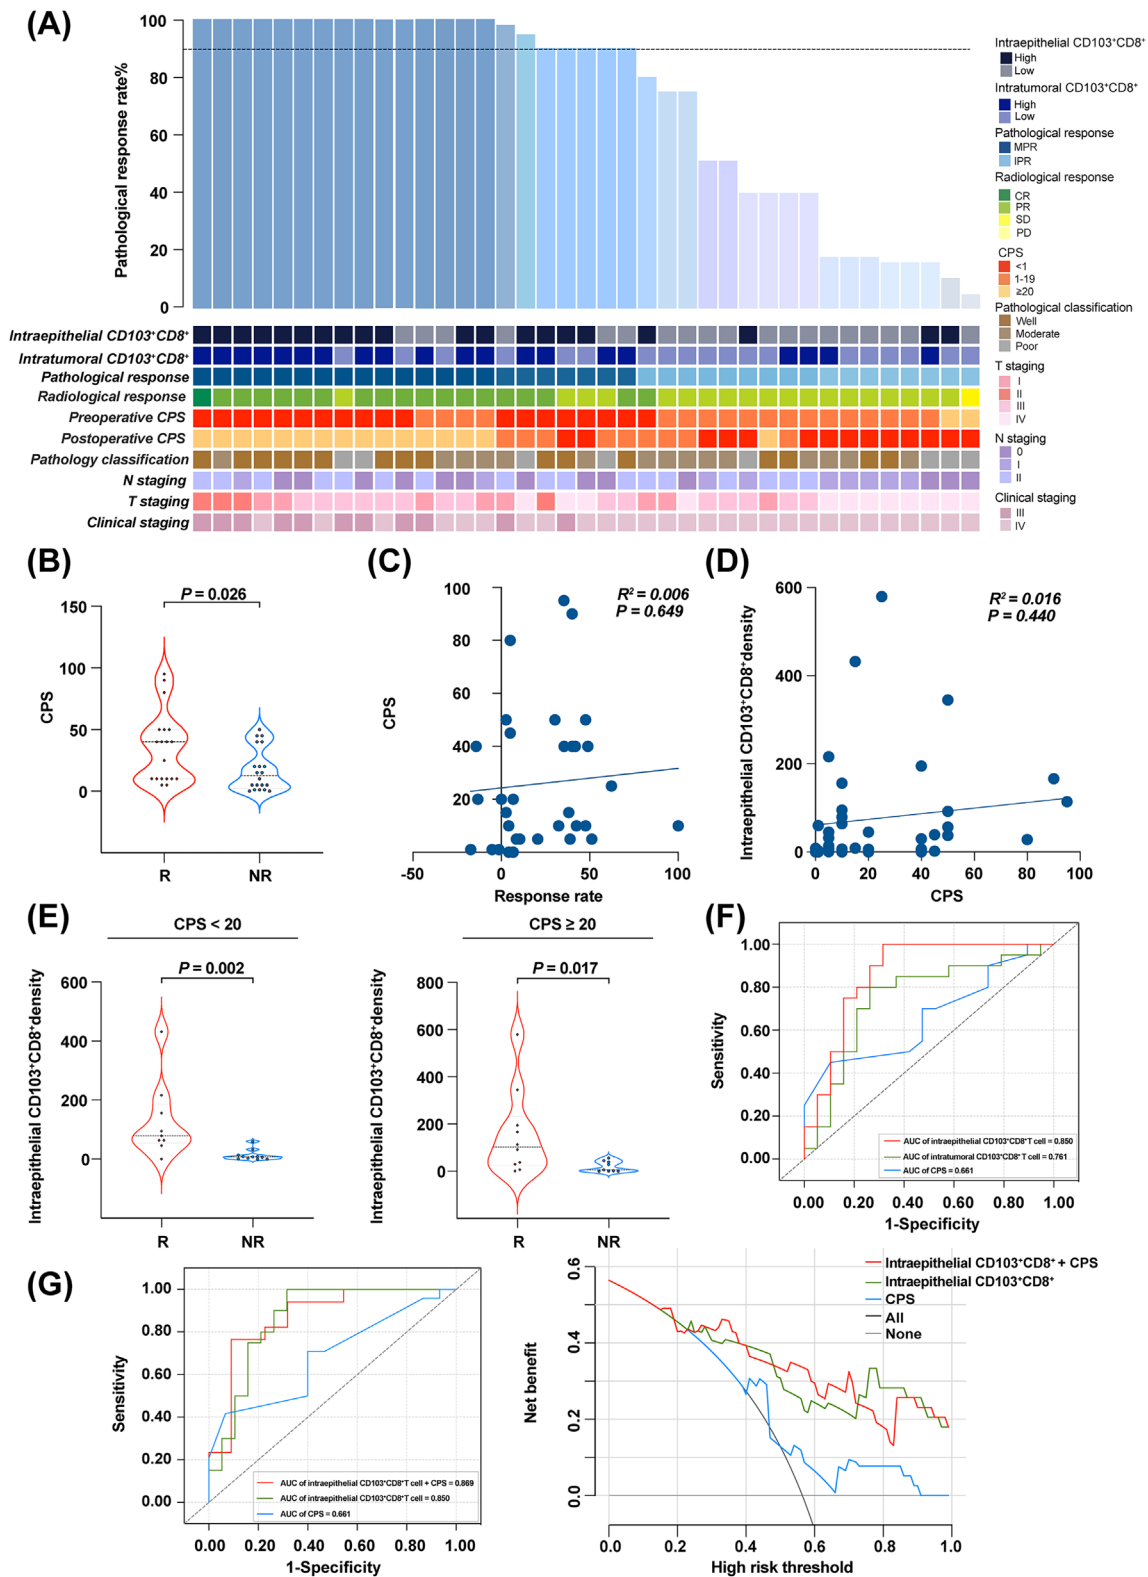 (A)
Pathological response rate%
100
80
60
40
20
0
Intraepithelial CD103⁺CD8⁺
High
Low
Intratumoral CD103⁺CD8⁺
High
Low
Pathological response
MPR
IPR
Radiological response
CR
PR
SD
PD
CPS
<1
1-19
≥20
Pathological classification
Well
Moderate
Poor
T staging
I
II
III
IV
N staging
0
I
II
Clinical staging
III
IV
Intraepithelial CD103⁺CD8⁺
Intratumoral CD103⁺CD8⁺
Pathological response
Radiological response
Preoperative CPS
Postoperative CPS
Pathology classification
N staging
T staging
Clinical staging
(B)
P = 0.026
CPS
150
100
50
0
R NR
(C)
R² = 0.006
P = 0.649
CPS
100
80
60
40
20
-50 0 50 100
Response rate
(D)
R² = 0.016
P = 0.440
Intraepithelial CD103⁺CD8⁺density
600
400
200
0
0 20 40 60 80 100
CPS
(E)
CPS < 20
P = 0.002
Intraepithelial CD103⁺CD8⁺density
600
400
200
0
R NR
CPS ≥ 20
P = 0.017
Intraepithelial CD103⁺CD8⁺density
800
600
400
200
0
R NR
(F)
Sensitivity
1.00
0.80
0.60
0.40
0.20
0.00
AUC of intraepithelial CD103⁺CD8⁺T cell = 0.850
AUC of intratumoral CD103⁺CD8⁺T cell = 0.761
AUC of CPS = 0.661
0.00 0.20 0.40 0.60 0.80 1.00
1-Specificity
(G)
Sensitivity
1.00
0.80
0.60
0.40
0.20
0.00
AUC of intraepithelial CD103⁺CD8⁺T cell + CPS = 0.869
AUC of intraepithelial CD103⁺CD8⁺T cell = 0.850
AUC of CPS = 0.661
0.00 0.20 0.40 0.60 0.80 1.00
1-Specificity
Net benefit
0.6
0.4
0.2
0.0
Intraepithelial CD103⁺CD8⁺ + CPS
Intraepithelial CD103⁺CD8⁺
CPS
All
None
0.0 0.2 0.4 0.6 0.8 1.0
High risk threshold